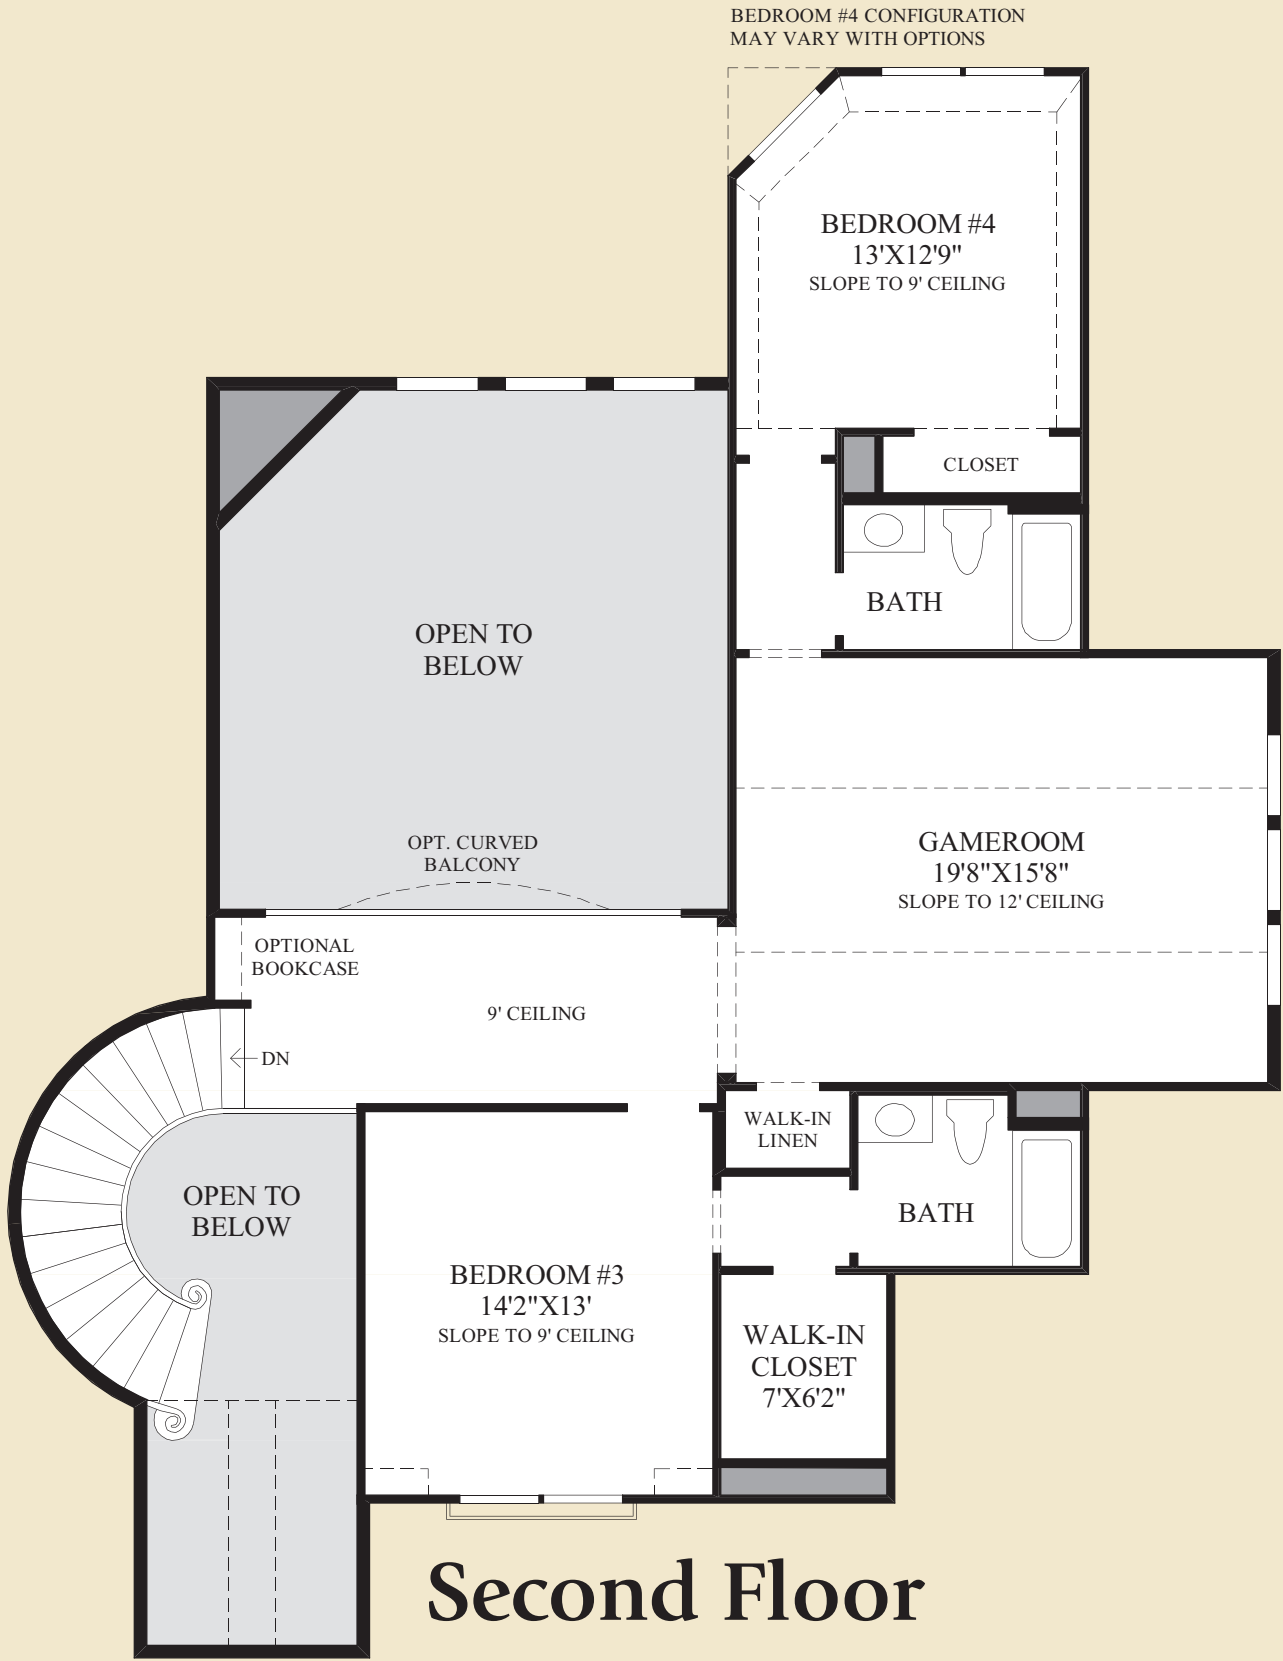 BEDROOM #4 CONFIGURATION
MAY VARY WITH OPTIONS
BEDROOM #4
13'X12'9"
SLOPE TO 9' CEILING
CLOSET
BATH
OPEN TO
BELOW
OPT. CURVED
BALCONY
GAMEROOM
19'8"X15'8"
SLOPE TO 12' CEILING
OPTIONAL
BOOKCASE
9' CEILING
DN
WALK-IN
LINEN
BATH
OPEN TO
BELOW
BEDROOM #3
14'2"X13'
SLOPE TO 9' CEILING
WALK-IN
CLOSET
7'X6'2"
Second Floor